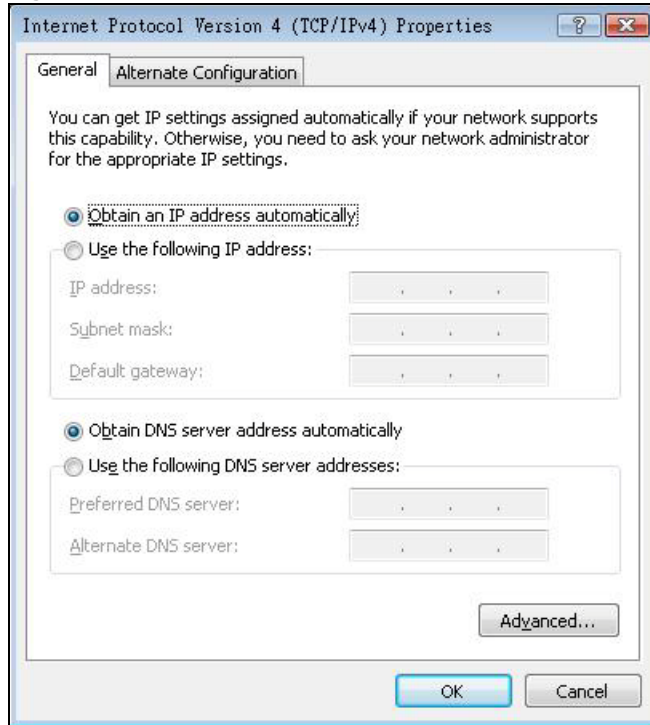 Internet Protocol Version 4 (TCP/IPv4) Properties
General
Alternate Configuration
You can get IP settings assigned automatically if your network supports
this capability. Otherwise, you need to ask your network administrator
for the appropriate IP settings.
Obtain an IP address automatically
Use the following IP address:
IP address:
Subnet mask:
Default gateway:
Obtain DNS server address automatically
Use the following DNS server addresses:
Preferred DNS server:
Alternate DNS server:
Advanced...
OK
Cancel